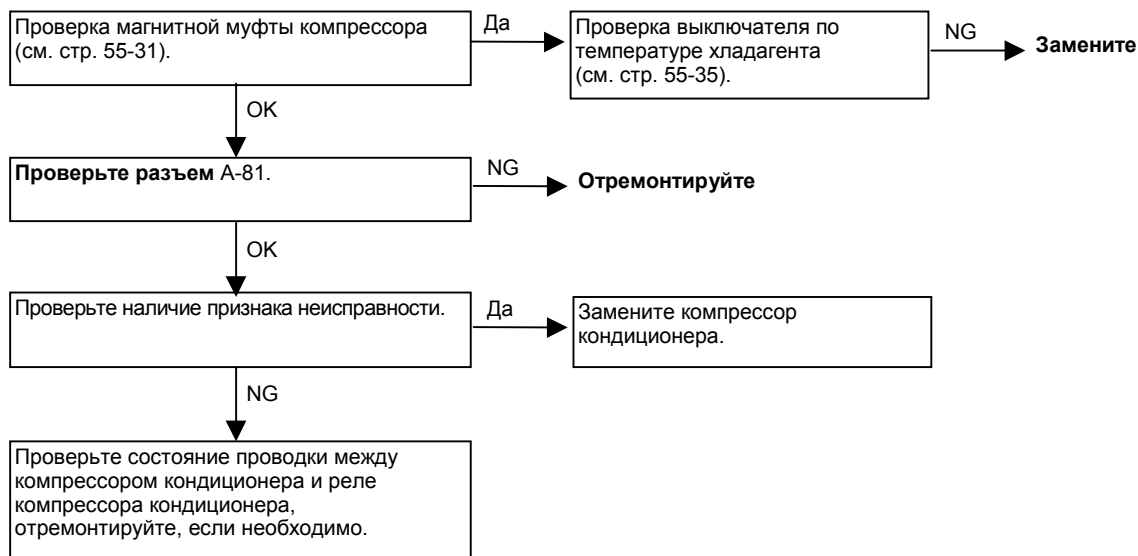 Проверка магнитной муфты компрессора
(см. стр. 55-31).
Да
Проверка выключателя по
температуре хладагента
(см. стр. 55-35).
NG
Замените
OK
Проверьте разъем A-81.
NG
Отремонтируйте
OK
Проверьте наличие признака неисправности.
Да
Замените компрессор
кондиционера.
NG
Проверьте состояние проводки между
компрессором кондиционера и реле
компрессора кондиционера,
отремонтируйте, если необходимо.